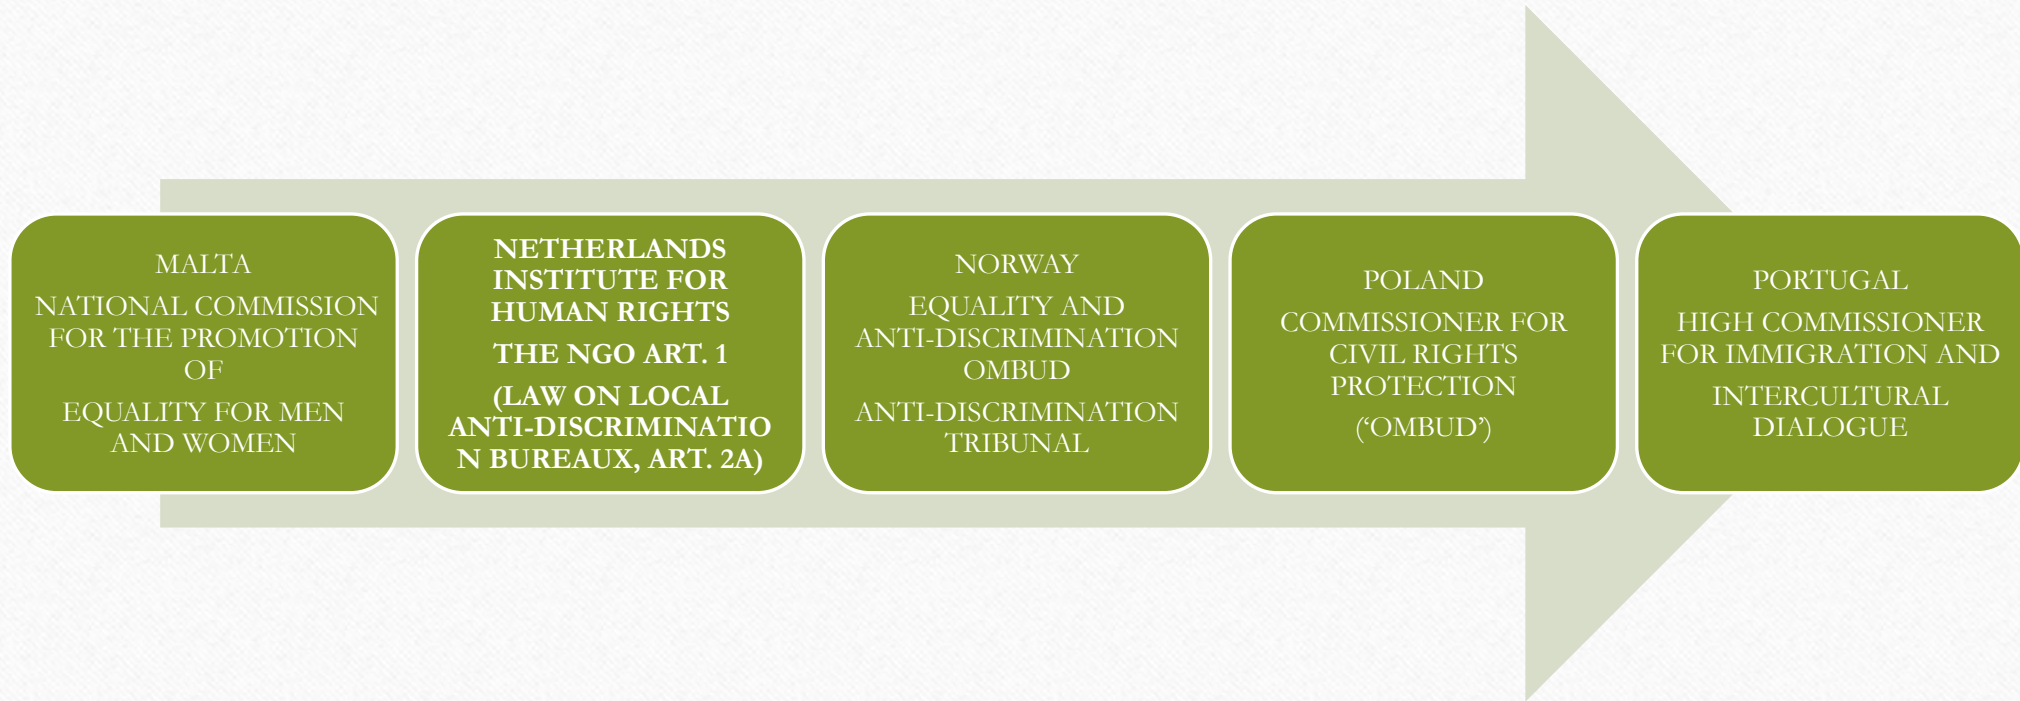 MALTA
NATIONAL COMMISSION
FOR THE PROMOTION
OF
EQUALITY FOR MEN
AND WOMEN
NETHERLANDS
INSTITUTE FOR
HUMAN RIGHTS
THE NGO ART. 1
(LAW ON LOCAL
ANTI-DISCRIMINATIO
N BUREAUX, ART. 2A)
NORWAY
EQUALITY AND
ANTI-DISCRIMINATION
OMBUD
ANTI-DISCRIMINATION
TRIBUNAL
POLAND
COMMISSIONER FOR
CIVIL RIGHTS
PROTECTION
(‘OMBUD’)
PORTUGAL
HIGH COMMISSIONER
FOR IMMIGRATION AND
INTERCULTURAL
DIALOGUE